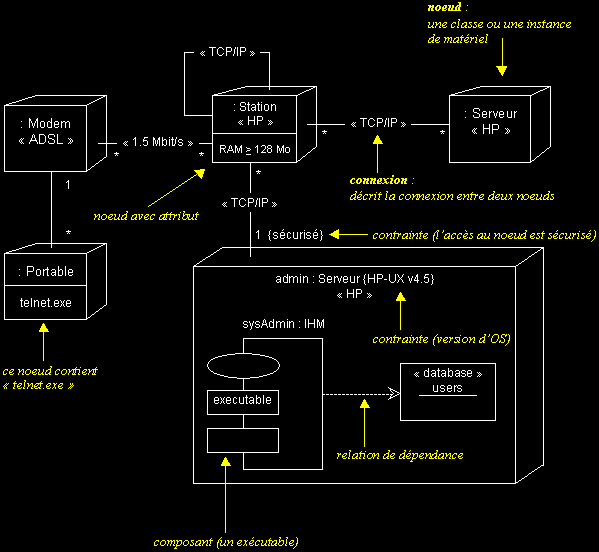 noeud :
une classe ou une instance
de matériel
« TCP/IP »
: Modem
« ADSL »
« 1.5 Mbit/s »
*
*
: Station
« HP »
RAM ≥ 128 Mo
*
« TCP/IP »
*
: Serveur
« HP »
connexion :
décrit la connexion entre deux noeuds
noeud avec attribut
*
« TCP/IP »
1 {sécurisé}
contrainte (l'accès au noeud est sécurisé)
1
*
: Portable
telnet.exe
ce noeud contient
« telnet.exe »
admin : Serveur {HP-UX v4.5}
« HP »
contrainte (version d'OS)
sysAdmin : IHM
executable
« database »
users
relation de dépendance
composant (un exécutable)